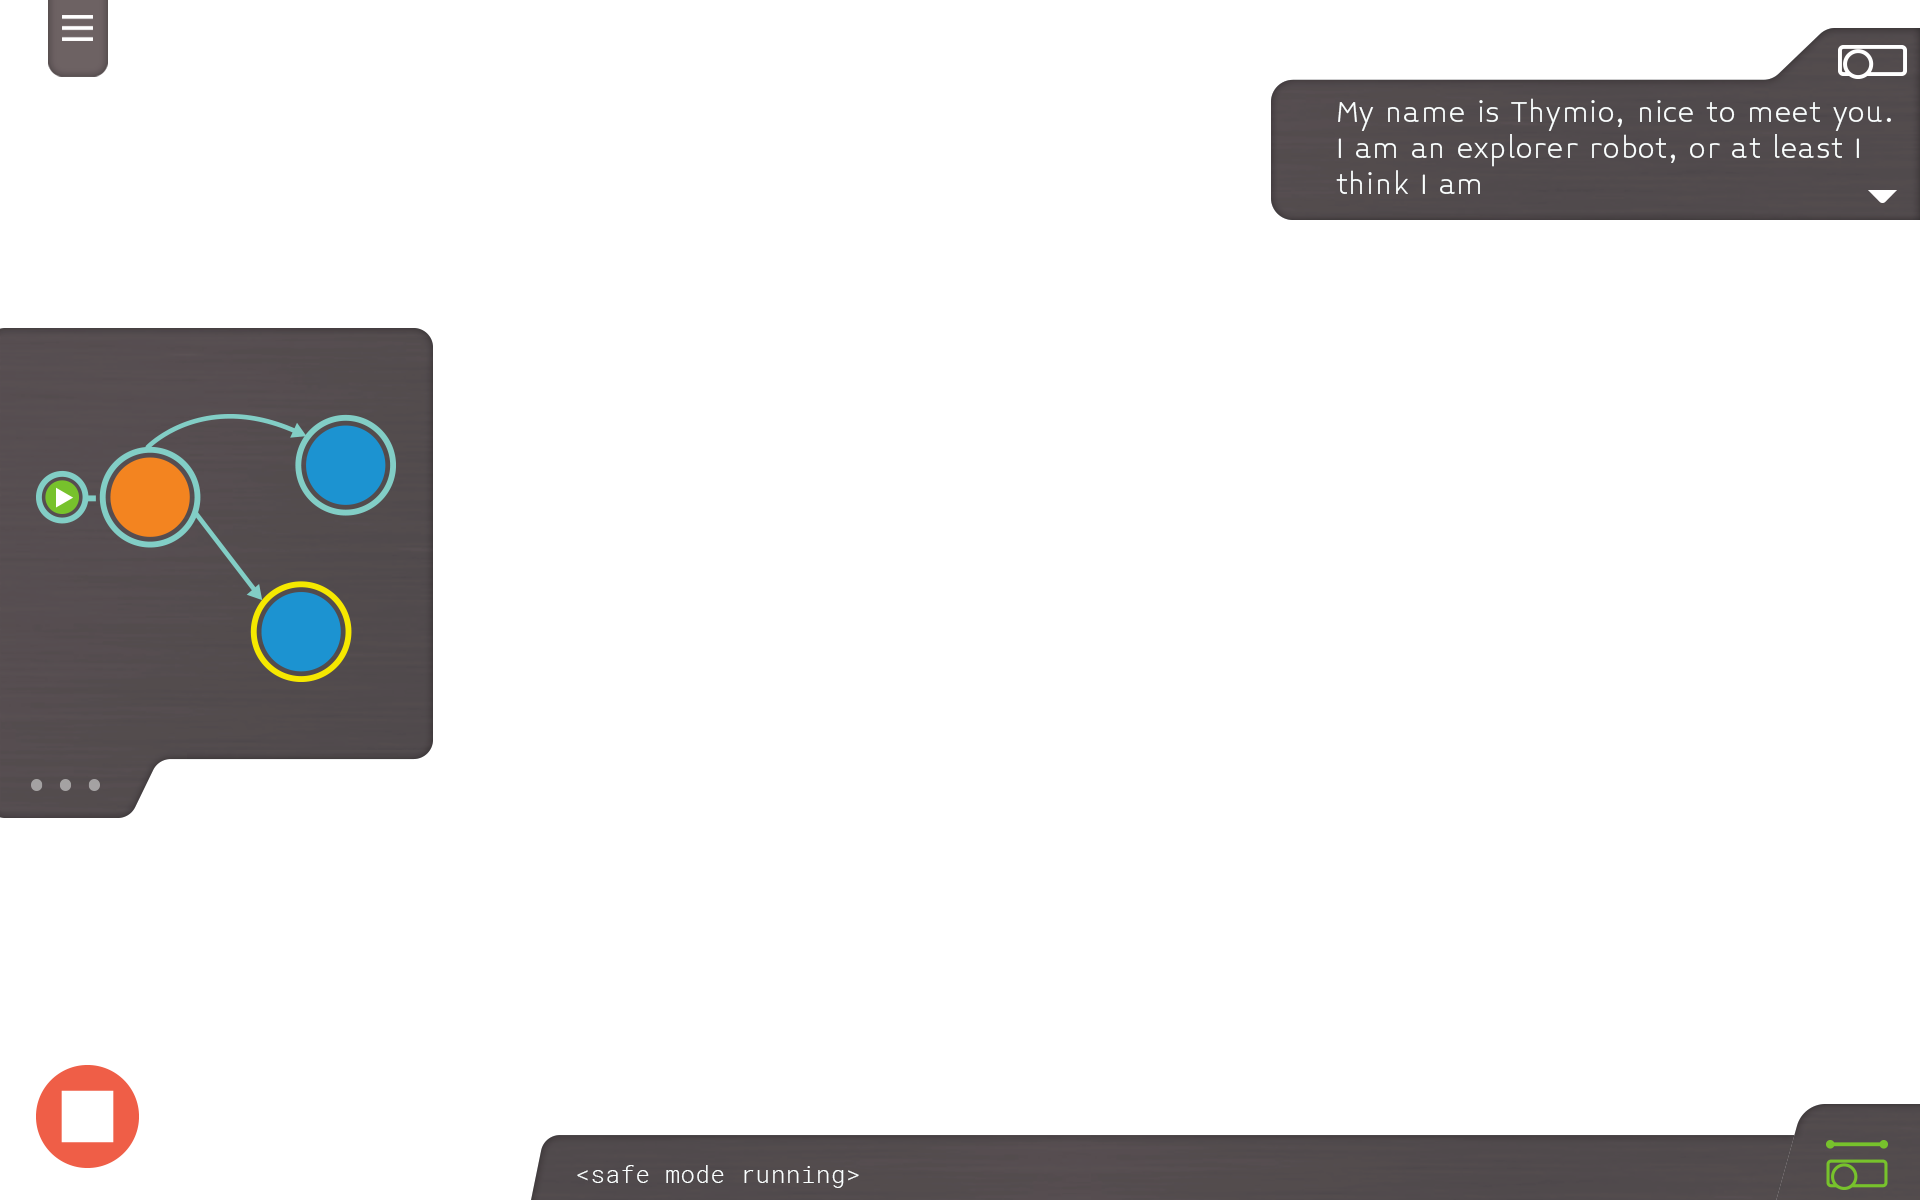 My name is Thymio, nice to meet you.
I am an explorer robot, or at least I
think I am
<safe mode running>